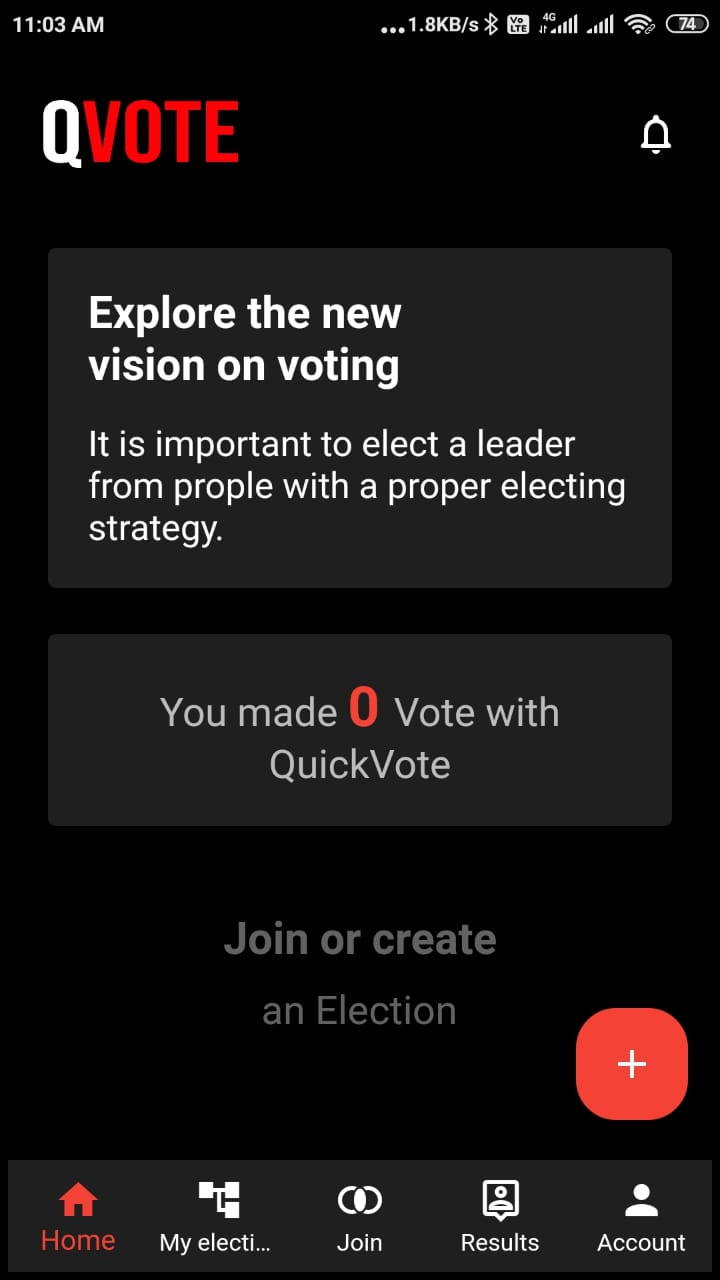 11:03 AM
...1.8KB/s Vo LTE 4G 74
QVOTE
Explore the new
vision on voting
It is important to elect a leader
from prople with a proper electing
strategy.
You made 0 Vote with
QuickVote
Join or create
an Election
+
Home My electi... Join Results Account